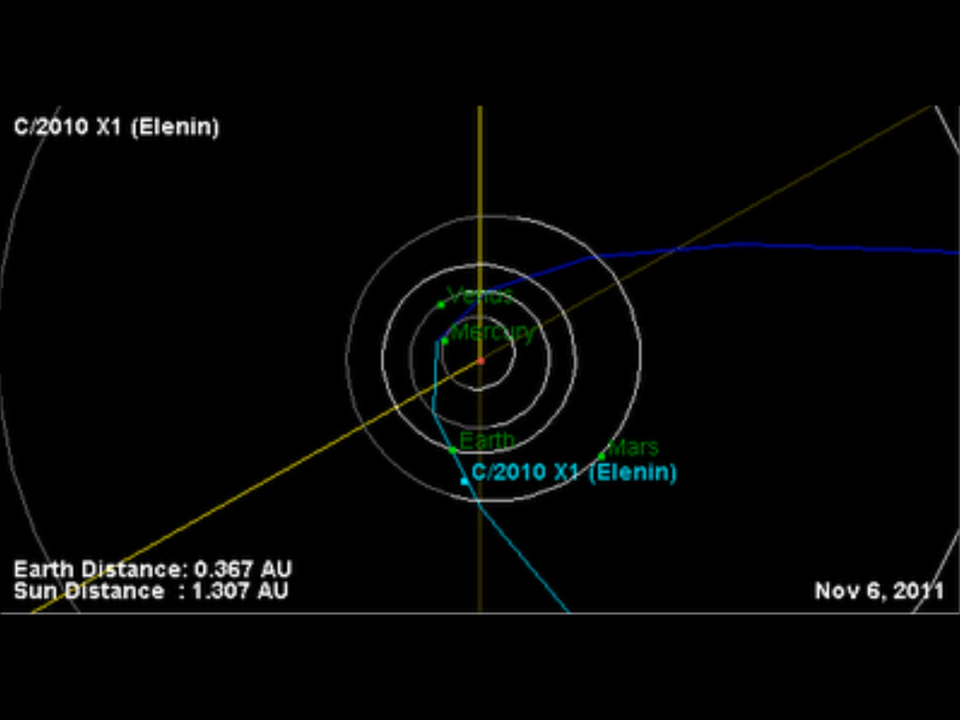 C/2010 X1 (Elenin)
Venus
Mercury
Earth
Mars
C/2010 X1 (Elenin)
Earth Distance: 0.367 AU
Sun Distance : 1.307 AU
Nov 6, 2011